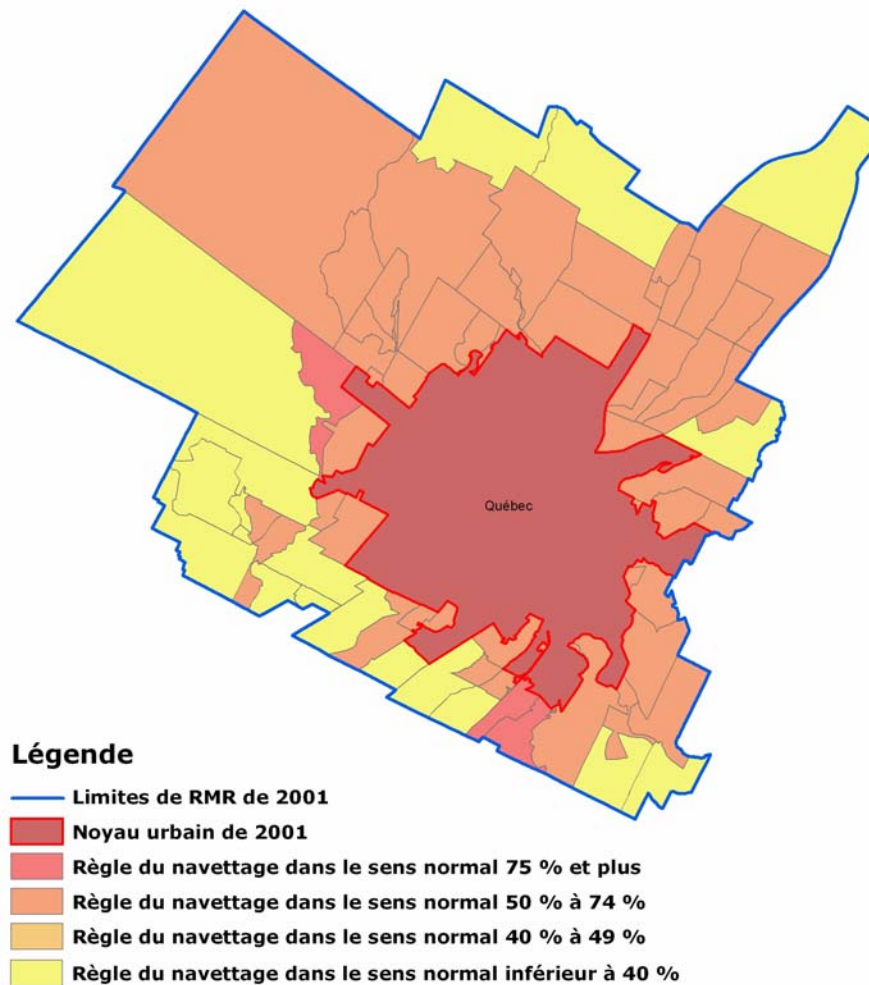 Québec
Légende
Limites de RMR de 2001
Noyau urbain de 2001
Règle du navettage dans le sens normal 75 % et plus
Règle du navettage dans le sens normal 50 % à 74 %
Règle du navettage dans le sens normal 40 % à 49 %
Règle du navettage dans le sens normal inférieur à 40 %